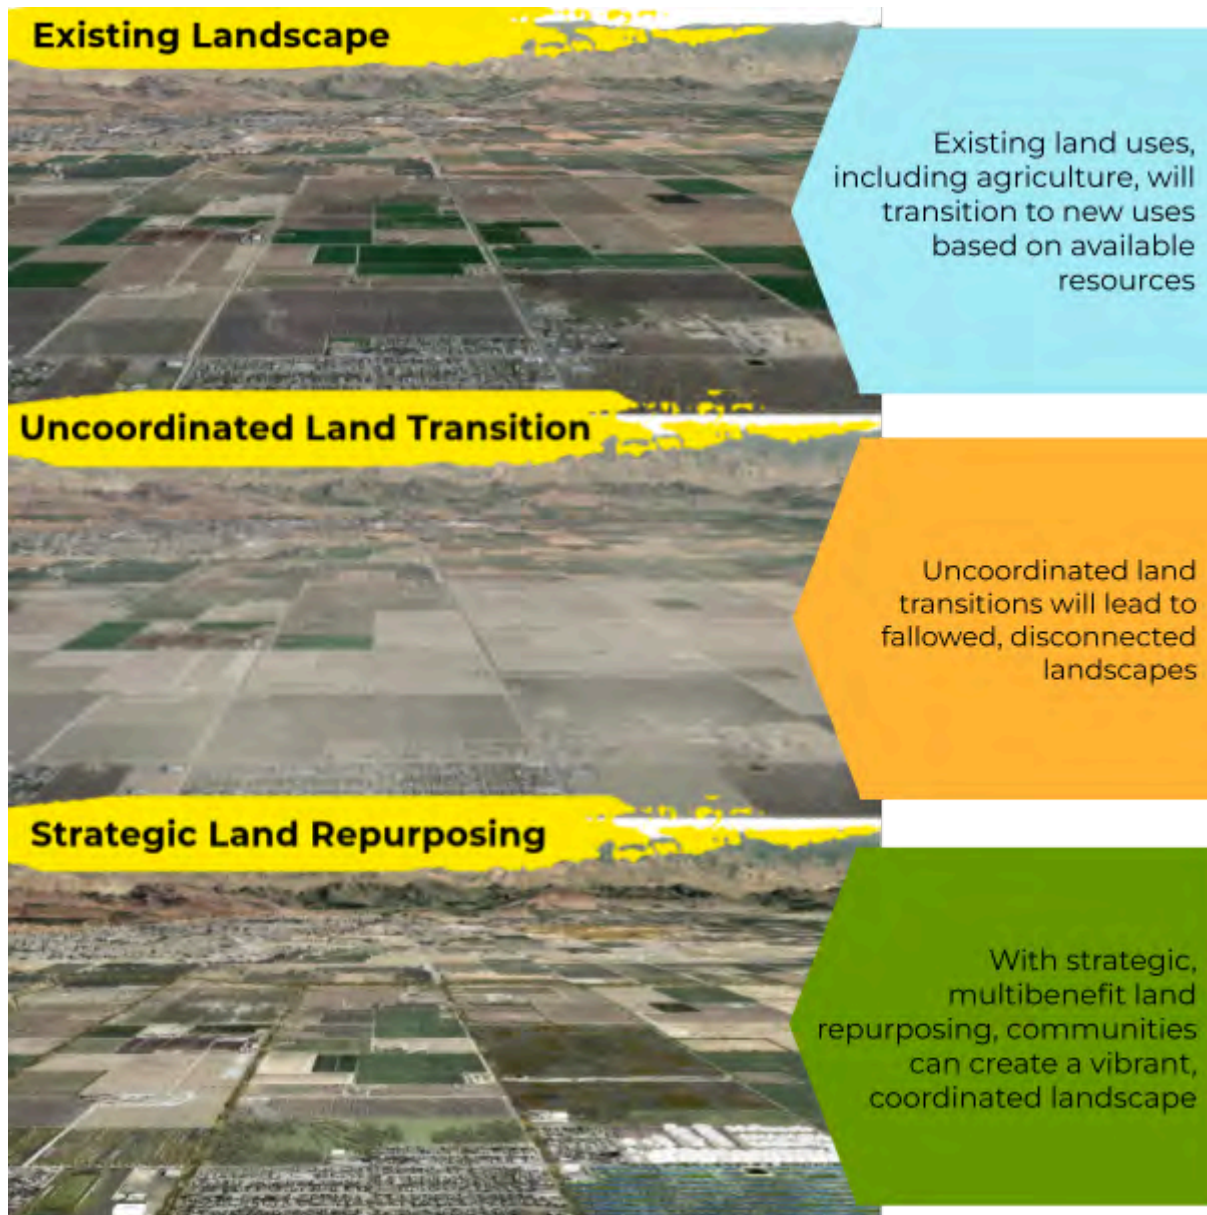 Existing Landscape
Existing land uses,
including agriculture, will
transition to new uses
based on available
resources
Uncoordinated Land Transition
Uncoordinated land
transitions will lead to
fallowed, disconnected
landscapes
Strategic Land Repurposing
With strategic,
multibenefit land
repurposing, communities
can create a vibrant,
coordinated landscape